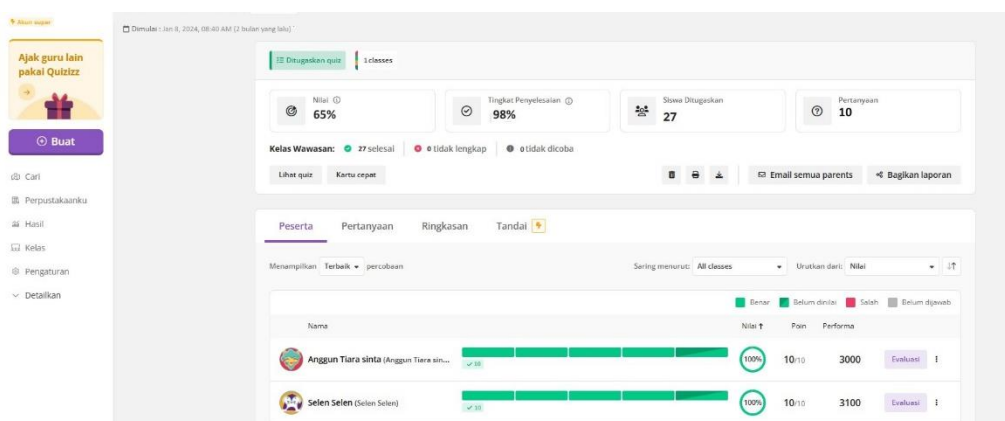 Akun super
Dimulai : Jan 8, 2024, 08:40 AM (2 bulan yang lalu)
Ajak guru lain
pakai Quizizz
Buat
Cari
Perpustakaanku
Hasil
Kelas
Pengaturan
Detailkan
Ditugaskan quiz
1 classes
Nilai
65%
Tingkat Penyelesaian
98%
Siswa Ditugaskan
27
Pertanyaan
10
Kelas Wawasan: 27 selesai 0 tidak lengkap 0 tidak dicoba
Lihat quiz Kartu cepat Email semua parents Bagikan laporan
Peserta Pertanyaan Ringkasan Tandai
Menampilkan Terbaik percobaan Saring menurut: All classes Urutkan dari: Nilai
Benar Belum dinilai Salah Belum dijawab
Nama Nilai Poin Performa
Anggun Tiara sinta (Anggun Tiara sin... 100% 10/10 3000 Evaluasi
10
Selen Selen (Selen Selen) 100% 10/10 3100 Evaluasi
10